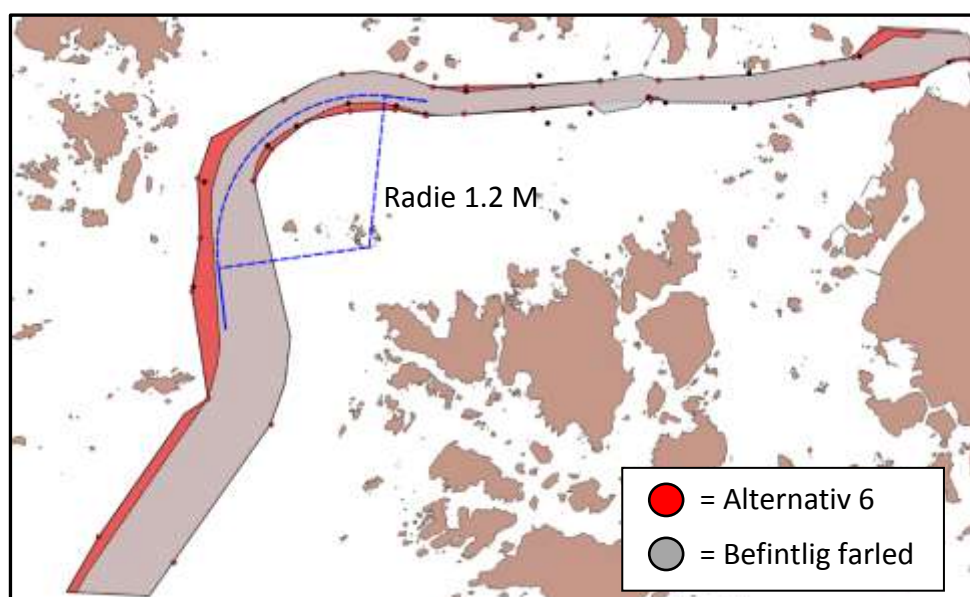 Radie 1.2 M
= Alternativ 6
= Befintlig farled